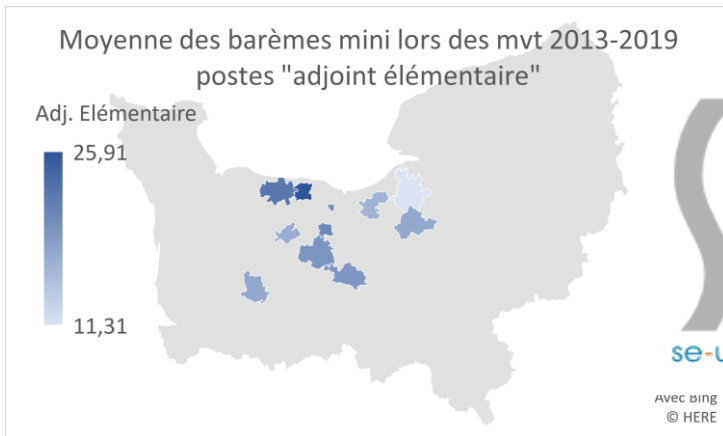 Moyenne des barèmes mini lors des mvt 2013-2019
postes "adjoint élémentaire"
Adj. Elémentaire
25,91
11,31
se-u
Avec Bing
© HERE